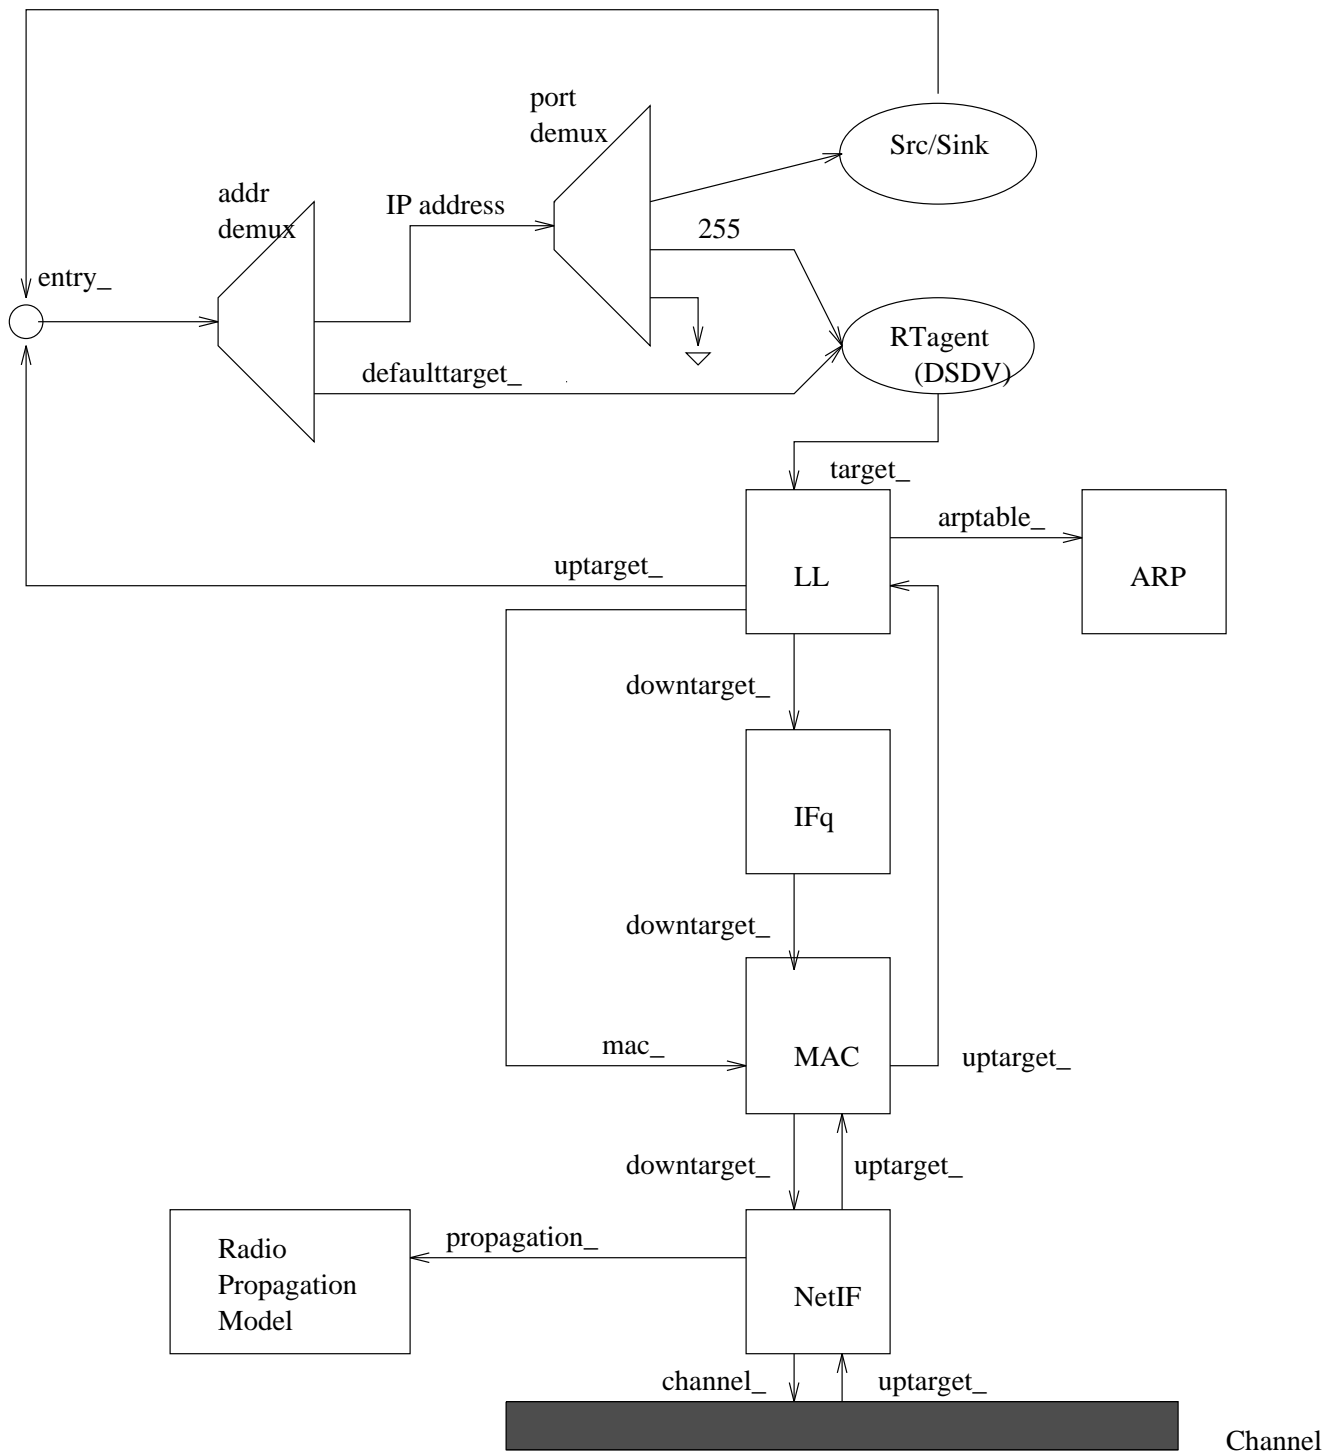 port
demux
Src/Sink
addr
demux
IP address
255
entry_
RTagent
(DSDV)
defaulttarget_
target_
arptable_
uptarget_
LL
ARP
downtarget_
IFq
downtarget_
mac_
MAC
uptarget_
downtarget_
uptarget_
propagation_
Radio
Propagation
Model
NetIF
channel_
uptarget_
Channel